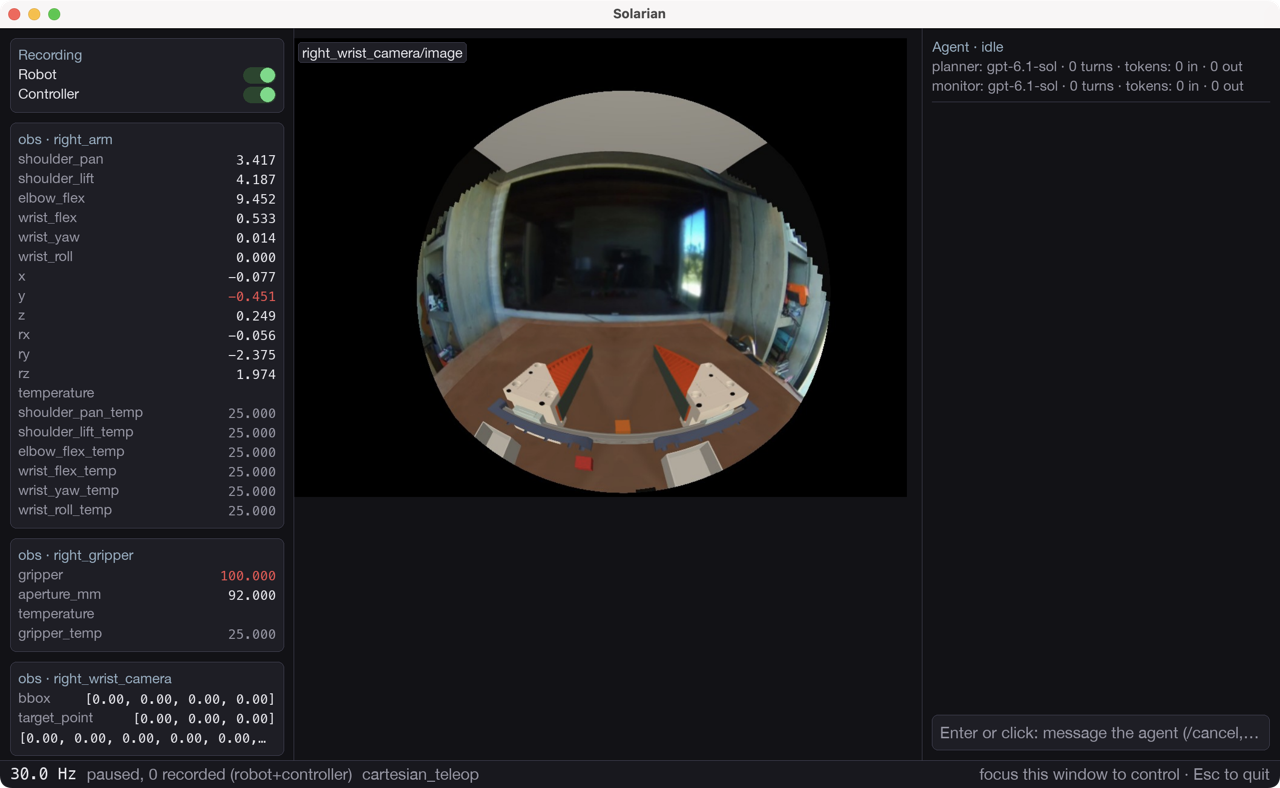 Solarian
Recording
Robot
Controller
obs · right_arm
shoulder_pan 3.417
shoulder_lift 4.187
elbow_flex 9.452
wrist_flex 0.533
wrist_yaw 0.014
wrist_roll 0.000
x −0.077
y −0.451
z 0.249
rx −0.056
ry −2.375
rz 1.974
temperature
shoulder_pan_temp 25.000
shoulder_lift_temp 25.000
elbow_flex_temp 25.000
wrist_flex_temp 25.000
wrist_yaw_temp 25.000
wrist_roll_temp 25.000
obs · right_gripper
gripper 100.000
aperture_mm 92.000
temperature
gripper_temp 25.000
obs · right_wrist_camera
bbox [0.00, 0.00, 0.00, 0.00]
target_point [0.00, 0.00, 0.00]
[0.00, 0.00, 0.00, 0.00, 0.00,…
right_wrist_camera/image
Agent · idle
planner: gpt-6.1-sol · 0 turns · tokens: 0 in · 0 out
monitor: gpt-6.1-sol · 0 turns · tokens: 0 in · 0 out
Enter or click: message the agent (/cancel,…
30.0 Hz paused, 0 recorded (robot+controller) cartesian_teleop
focus this window to control · Esc to quit